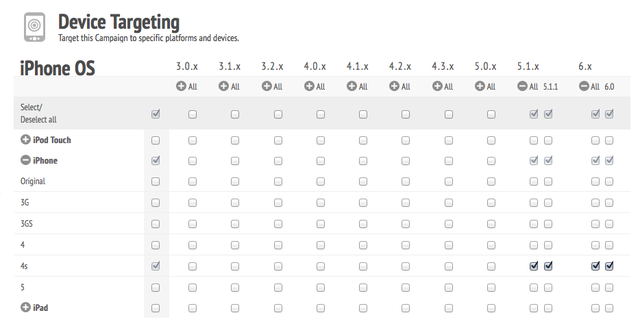 Device Targeting
Target this Campaign to specific platforms and devices.
iPhone OS 3.0.x 3.1.x 3.2.x 4.0.x 4.1.x 4.2.x 4.3.x 5.0.x 5.1.x 6.x
All All All All All All All All All 5.1.1 All 6.0
Select/
Deselect all
iPod Touch
iPhone
Original
3G
3GS
4
4s
5
iPad